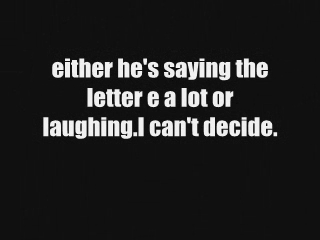 either he's saying the
letter e a lot or
laughing.I can't decide.